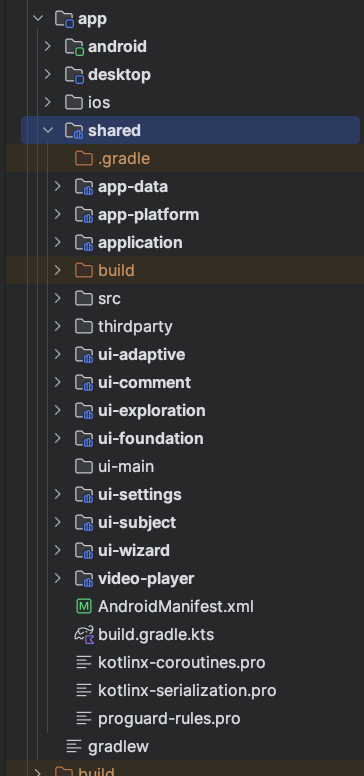 app
android
desktop
ios
shared
.gradle
app-data
app-platform
application
build
src
thirdparty
ui-adaptive
ui-comment
ui-exploration
ui-foundation
ui-main
ui-settings
ui-subject
ui-wizard
video-player
M AndroidManifest.xml
build.gradle.kts
kotlinx-coroutines.pro
kotlinx-serialization.pro
proguard-rules.pro
gradlew
build